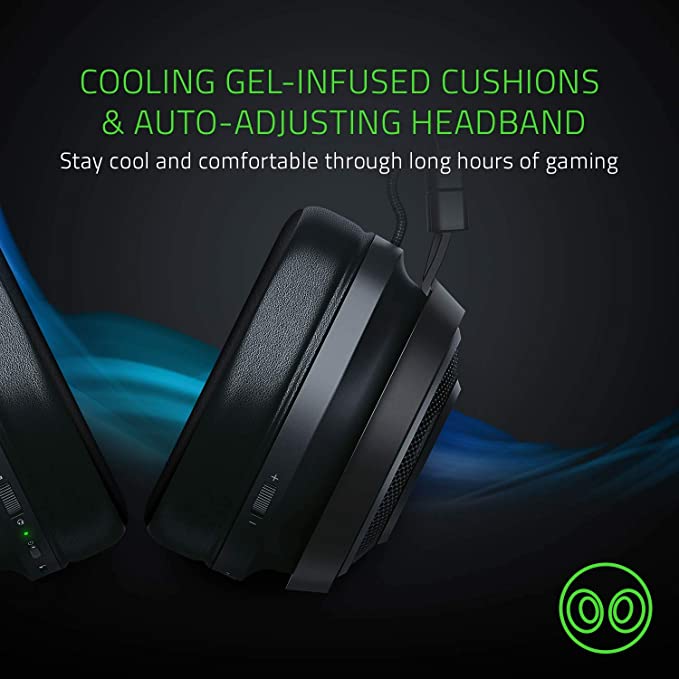 COOLING GEL-INFUSED CUSHIONS
& AUTO-ADJUSTING HEADBAND
Stay cool and comfortable through long hours of gaming
+
−